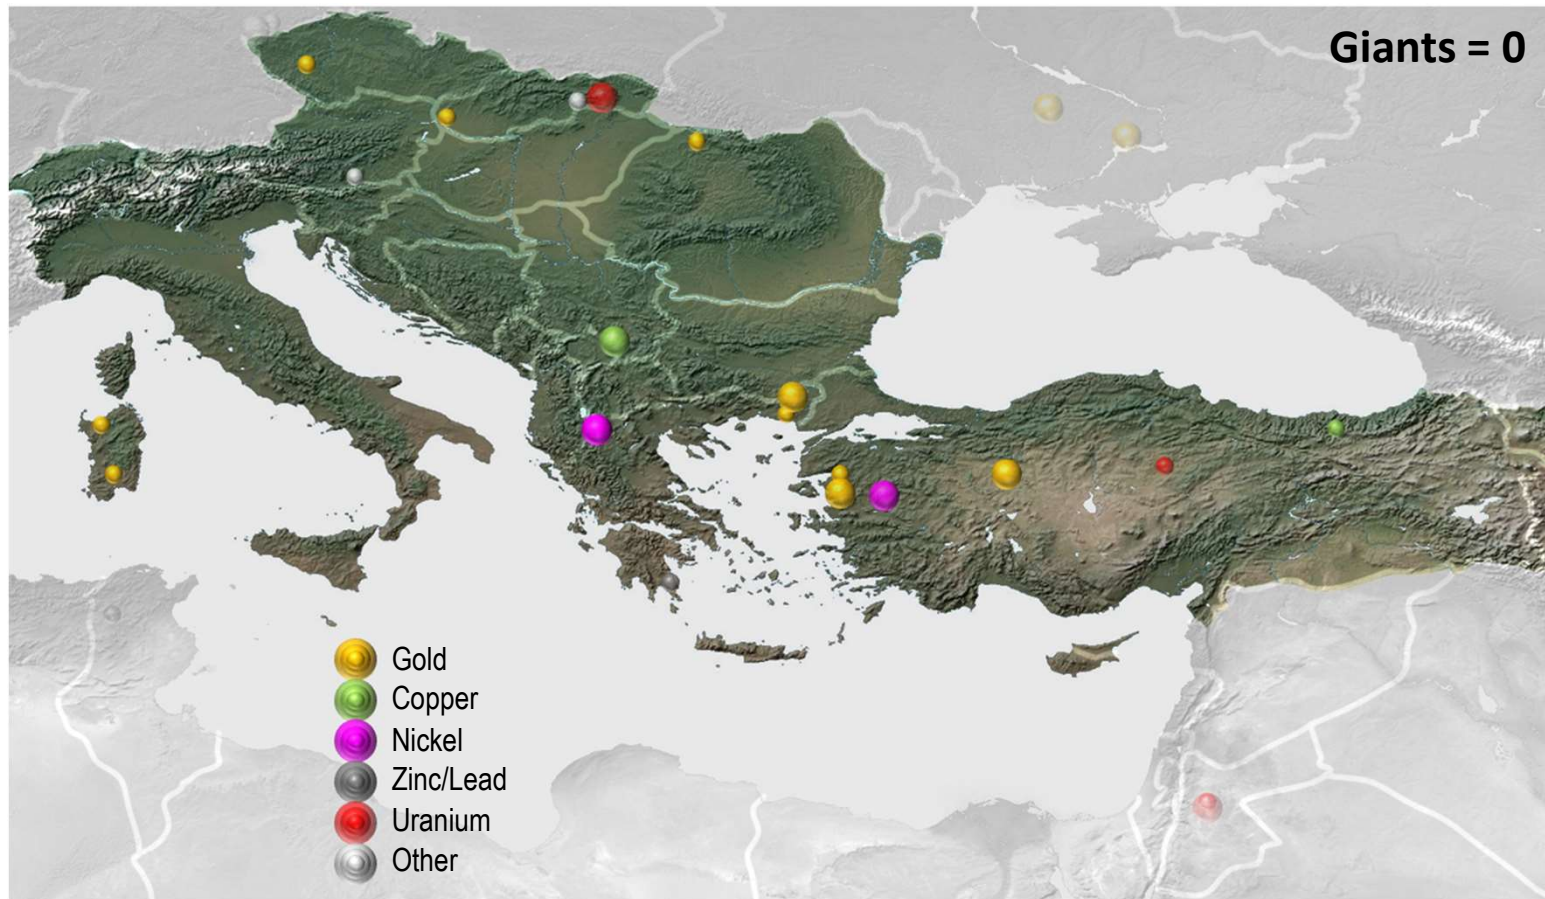 Giants = 0
Gold
Copper
Nickel
Zinc/Lead
Uranium
Other